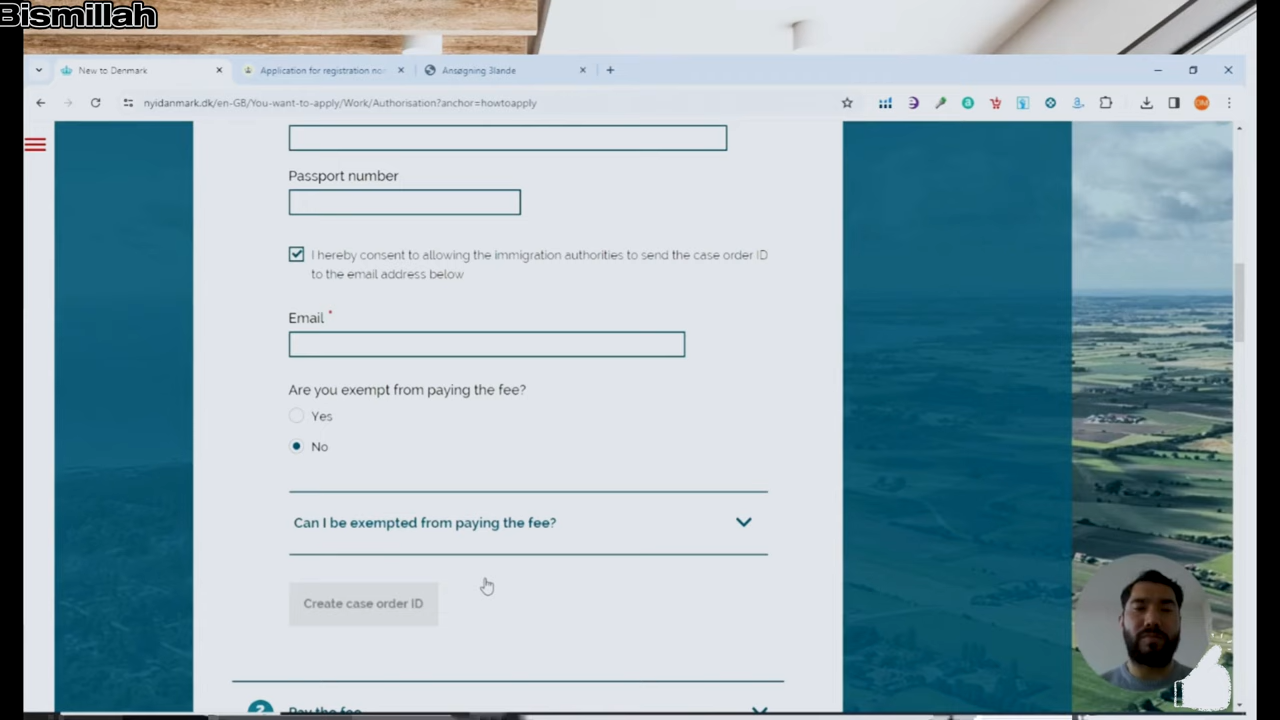 Bismillah
New to Denmark
Application for registration no
Ansøgning 3lande
nyidanmark.dk/en-GB/You-want-to-apply/Work/Authorisation?anchor=howtoapply
Passport number
I hereby consent to allowing the immigration authorities to send the case order ID
to the email address below
Email *
Are you exempt from paying the fee?
Yes
No
Can I be exempted from paying the fee?
Create case order ID
Pay the fee